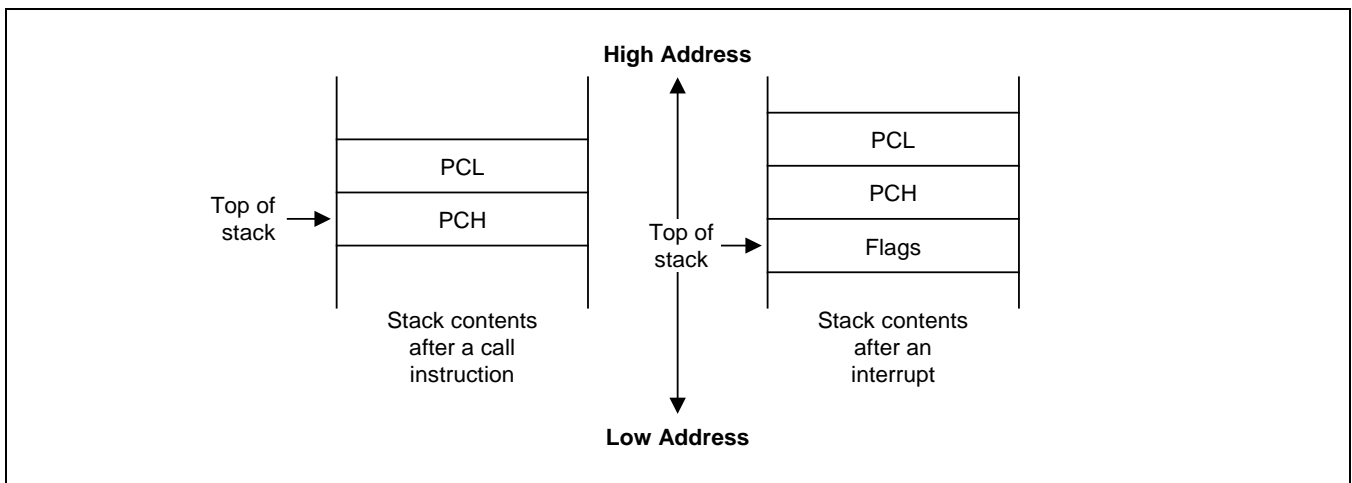 High Address
PCL
PCH
Top of
stack
Stack contents
after a call
instruction
Top of
stack
PCL
PCH
Flags
Stack contents
after an
interrupt
Low Address